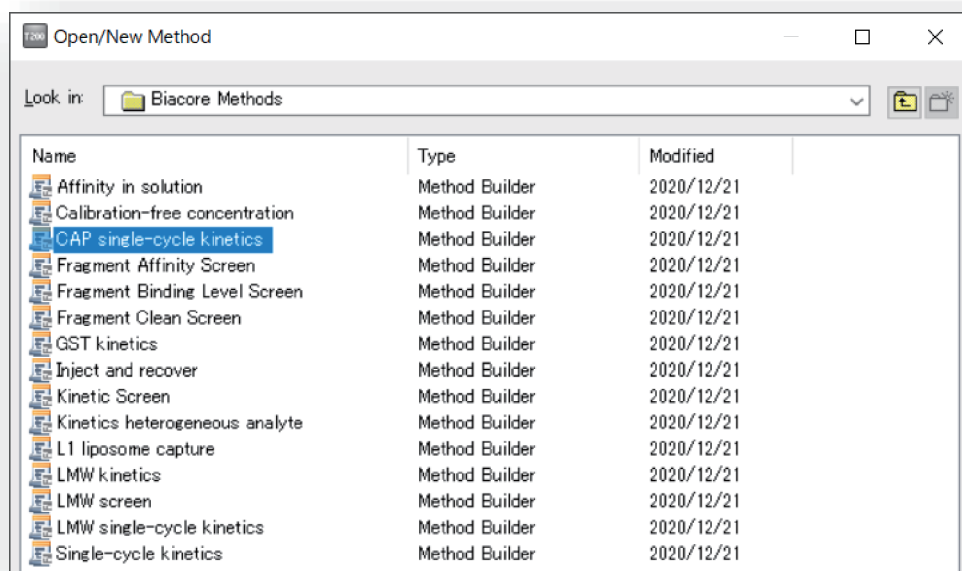 T200 Open/New Method
Look in: Biacore Methods
Name Type Modified
Affinity in solution Method Builder 2020/12/21
Calibration-free concentration Method Builder 2020/12/21
CAP single-cycle kinetics Method Builder 2020/12/21
Fragment Affinity Screen Method Builder 2020/12/21
Fragment Binding Level Screen Method Builder 2020/12/21
Fragment Clean Screen Method Builder 2020/12/21
GST kinetics Method Builder 2020/12/21
Inject and recover Method Builder 2020/12/21
Kinetic Screen Method Builder 2020/12/21
Kinetics heterogeneous analyte Method Builder 2020/12/21
L1 liposome capture Method Builder 2020/12/21
LMW kinetics Method Builder 2020/12/21
LMW screen Method Builder 2020/12/21
LMW single-cycle kinetics Method Builder 2020/12/21
Single-cycle kinetics Method Builder 2020/12/21